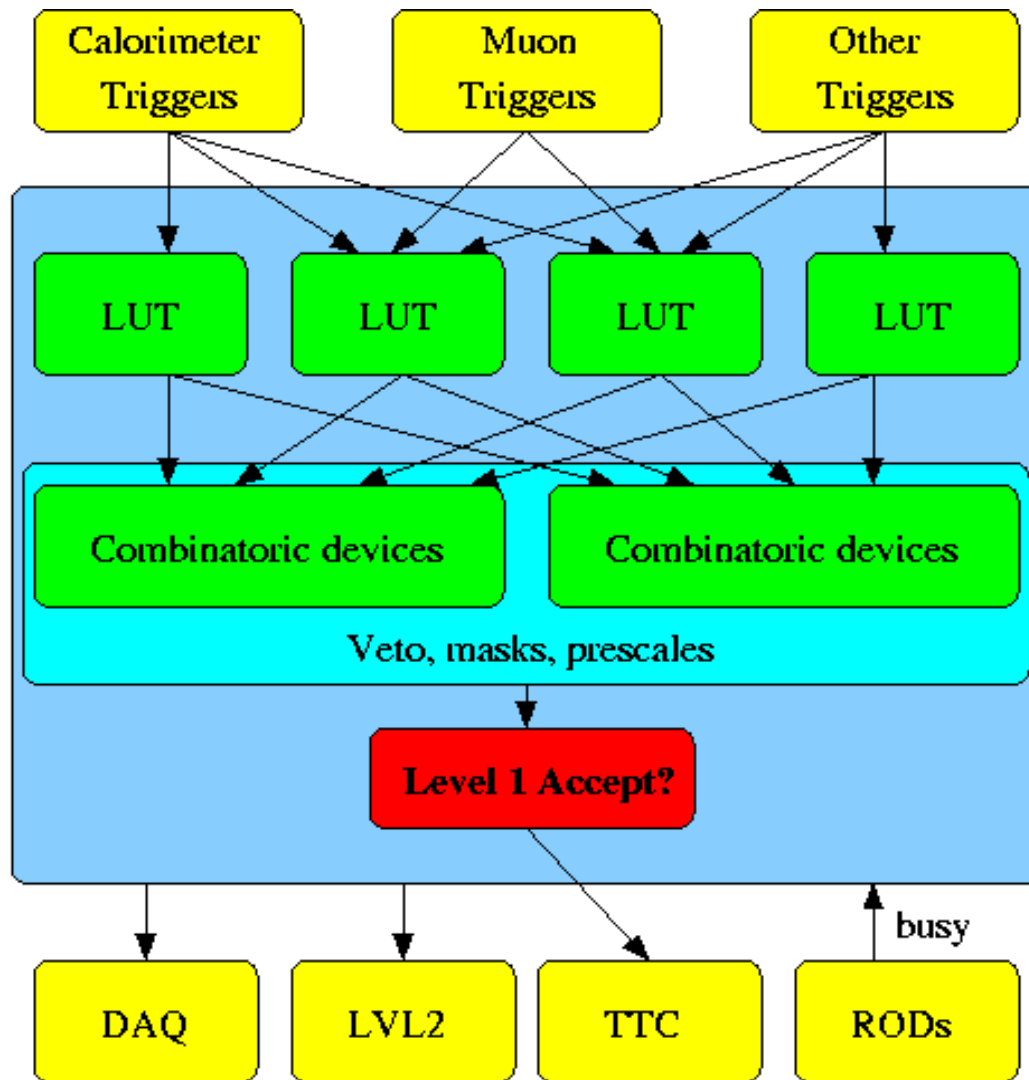 Calorimeter
Triggers
Muon
Triggers
Other
Triggers
LUT
LUT
LUT
LUT
Combinatoric devices
Combinatoric devices
Veto, masks, prescales
Level 1 Accept?
busy
DAQ
LVL2
TTC
RODs